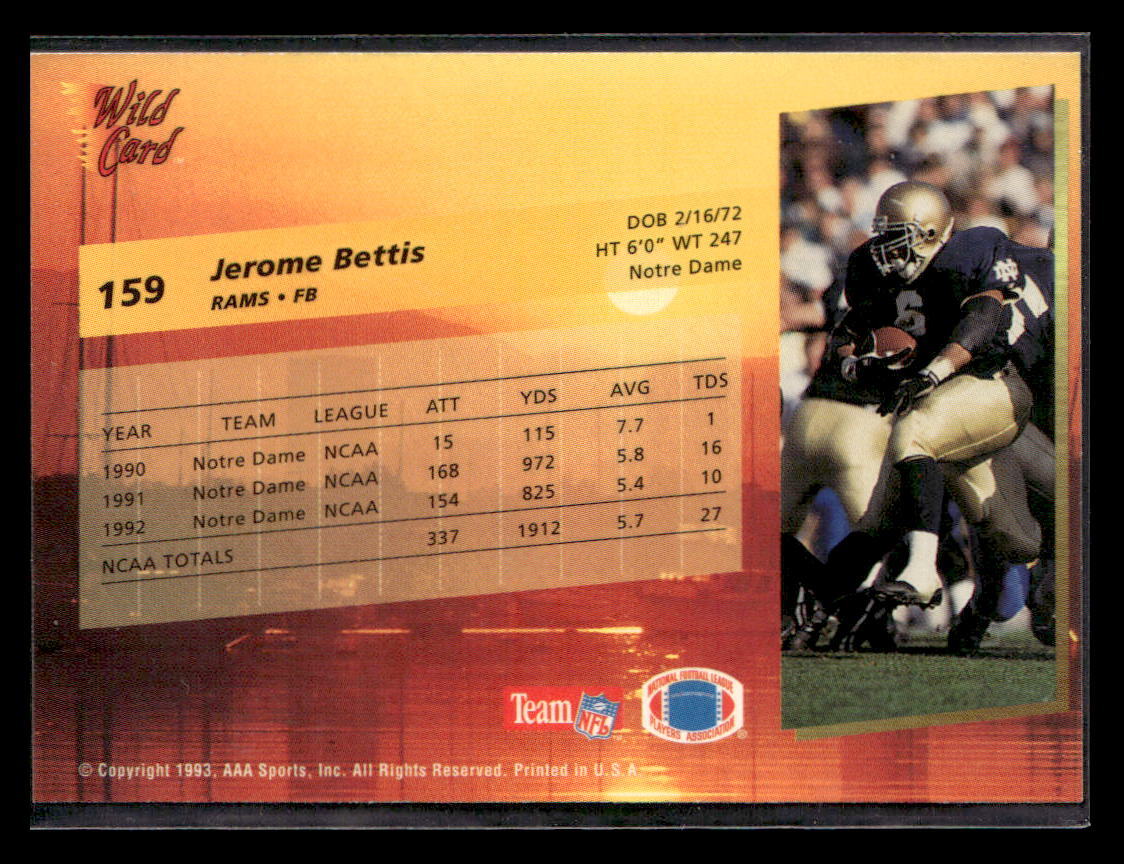 Wild
Card
159
Jerome Bettis
RAMS • FB
DOB 2/16/72
HT 6'0" WT 247
Notre Dame
YEAR TEAM LEAGUE ATT YDS AVG TDS
1990 Notre Dame NCAA 15 115 7.7 1
1991 Notre Dame NCAA 168 972 5.8 16
1992 Notre Dame NCAA 154 825 5.4 10
NCAA TOTALS 337 1912 5.7 27
6
ND
Team NFL
NATIONAL FOOTBALL LEAGUE
PLAYERS ASSOCIATION
© Copyright 1993, AAA Sports, Inc. All Rights Reserved. Printed in U.S.A